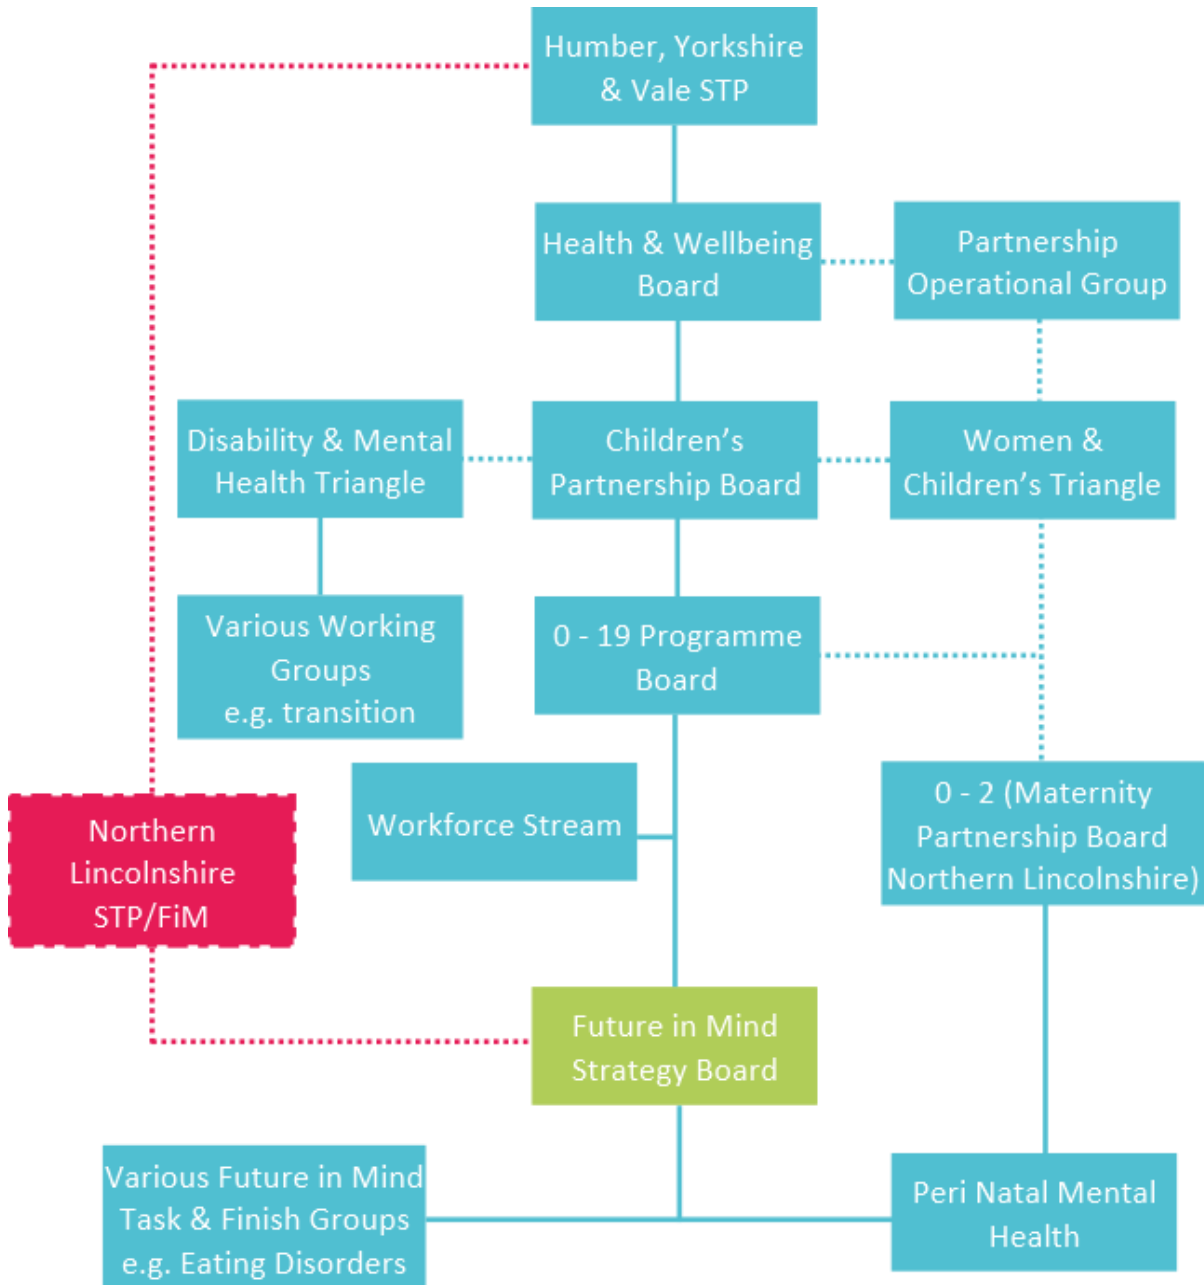 Humber, Yorkshire
& Vale STP
Health & Wellbeing
Board
Partnership
Operational Group
Disability & Mental
Health Triangle
Children’s
Partnership Board
Women &
Children’s Triangle
Various Working
Groups
e.g. transition
0 - 19 Programme
Board
Workforce Stream
0 - 2 (Maternity
Partnership Board
Northern Lincolnshire)
Northern
Lincolnshire
STP/FiM
Future in Mind
Strategy Board
Various Future in Mind
Task & Finish Groups
e.g. Eating Disorders
Peri Natal Mental
Health